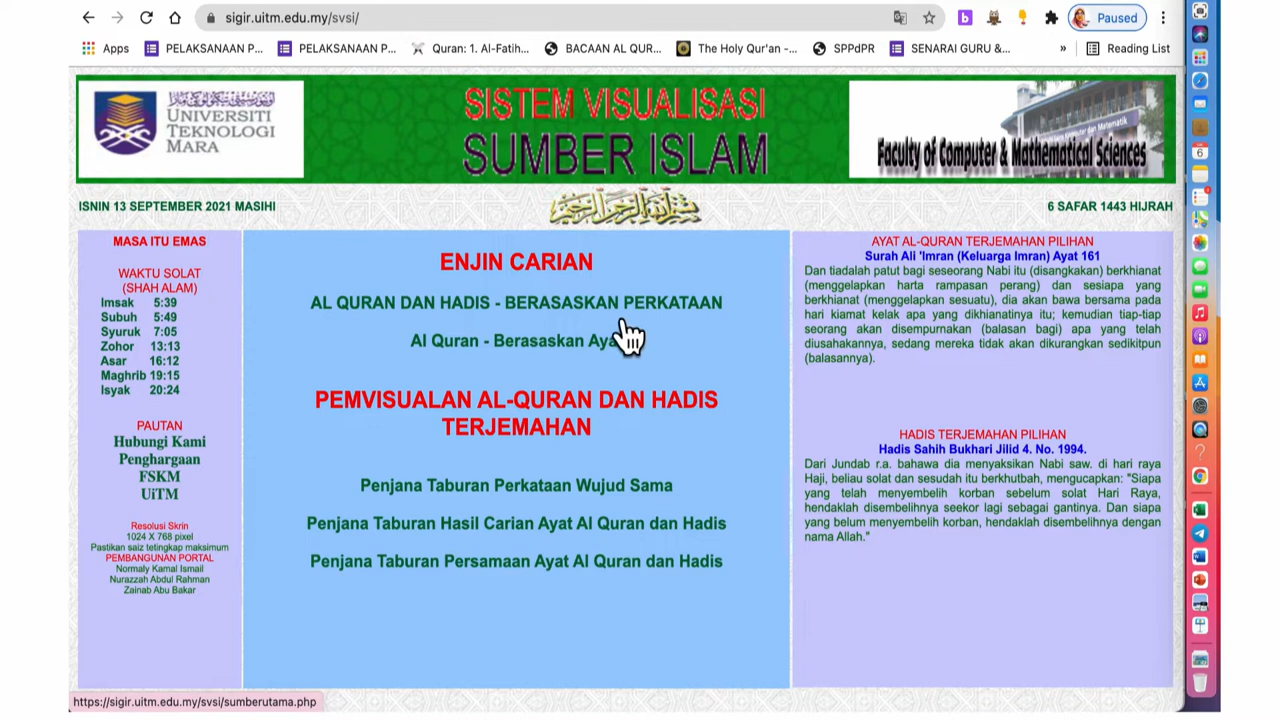 sigir.uitm.edu.my/svsi/
Paused
Apps
PELAKSANAAN P...
PELAKSANAAN P...
Quran: 1. Al-Fatih...
BACAAN AL QUR...
The Holy Qur'an -...
SPPdPR
SENARAI GURU &...
»
Reading List
UNIVERSITI
TEKNOLOGI
MARA
SISTEM VISUALISASI
SUMBER ISLAM
Faculty of Computer & Mathematical Sciences
ISNIN 13 SEPTEMBER 2021 MASIHI
بسم الله الرحمن الرحيم
6 SAFAR 1443 HIJRAH
MASA ITU EMAS
WAKTU SOLAT
(SHAH ALAM)
Imsak 5:39
Subuh 5:49
Syuruk 7:05
Zohor 13:13
Asar 16:12
Maghrib 19:15
Isyak 20:24
PAUTAN
Hubungi Kami
Penghargaan
FSKM
UiTM
Resolusi Skrin
1024 X 768 pixel
Pastikan saiz tetingkap maksimum
PEMBANGUNAN PORTAL
Normaly Kamal Ismail
Nurazzah Abdul Rahman
Zainab Abu Bakar
ENJIN CARIAN
AL QURAN DAN HADIS - BERASASKAN PERKATAAN
Al Quran - Berasaskan Aya
PEMVISUALAN AL-QURAN DAN HADIS
TERJEMAHAN
Penjana Taburan Perkataan Wujud Sama
Penjana Taburan Hasil Carian Ayat Al Quran dan Hadis
Penjana Taburan Persamaan Ayat Al Quran dan Hadis
AYAT AL-QURAN TERJEMAHAN PILIHAN
Surah Ali 'Imran (Keluarga Imran) Ayat 161
Dan tiadalah patut bagi seseorang Nabi itu (disangkakan) berkhianat
(menggelapkan harta rampasan perang) dan sesiapa yang
berkhianat (menggelapkan sesuatu), dia akan bawa bersama pada
hari kiamat kelak apa yang dikhianatinya itu; kemudian tiap-tiap
seorang akan disempurnakan (balasan bagi) apa yang telah
diusahakannya, sedang mereka tidak akan dikurangkan sedikitpun
(balasannya).
HADIS TERJEMAHAN PILIHAN
Hadis Sahih Bukhari Jilid 4. No. 1994.
Dari Jundab r.a. bahawa dia menyaksikan Nabi saw. di hari raya
Haji, beliau solat dan sesudah itu berkhutbah, mengucapkan: "Siapa
yang telah menyembelih korban sebelum solat Hari Raya,
hendaklah disembelihnya seekor lagi sebagai gantinya. Dan siapa
yang belum menyembelih korban, hendaklah disembelihnya dengan
nama Allah."
https://sigir.uitm.edu.my/svsi/sumberutama.php
6